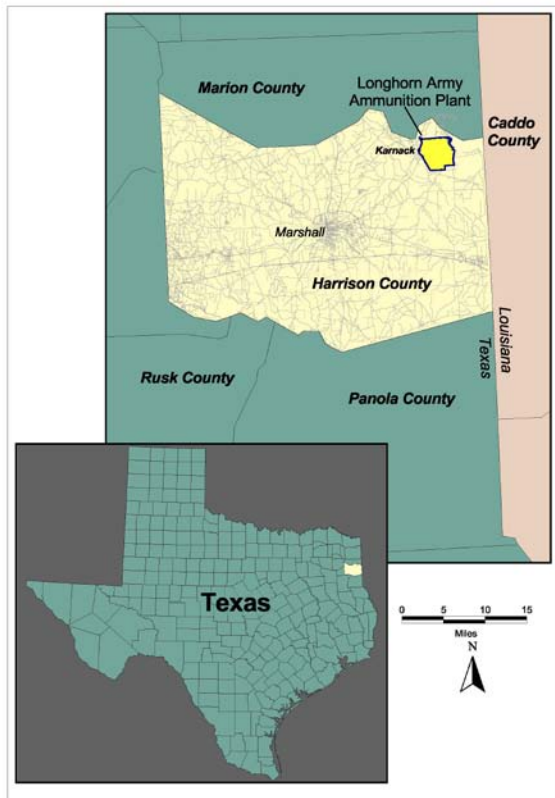 Marion County
Longhorn Army
Ammunition Plant
Caddo
County
Karnack
Marshall
Harrison County
Louisiana
Texas
Rusk County
Panola County
Texas
0 5 10 15
Miles
N